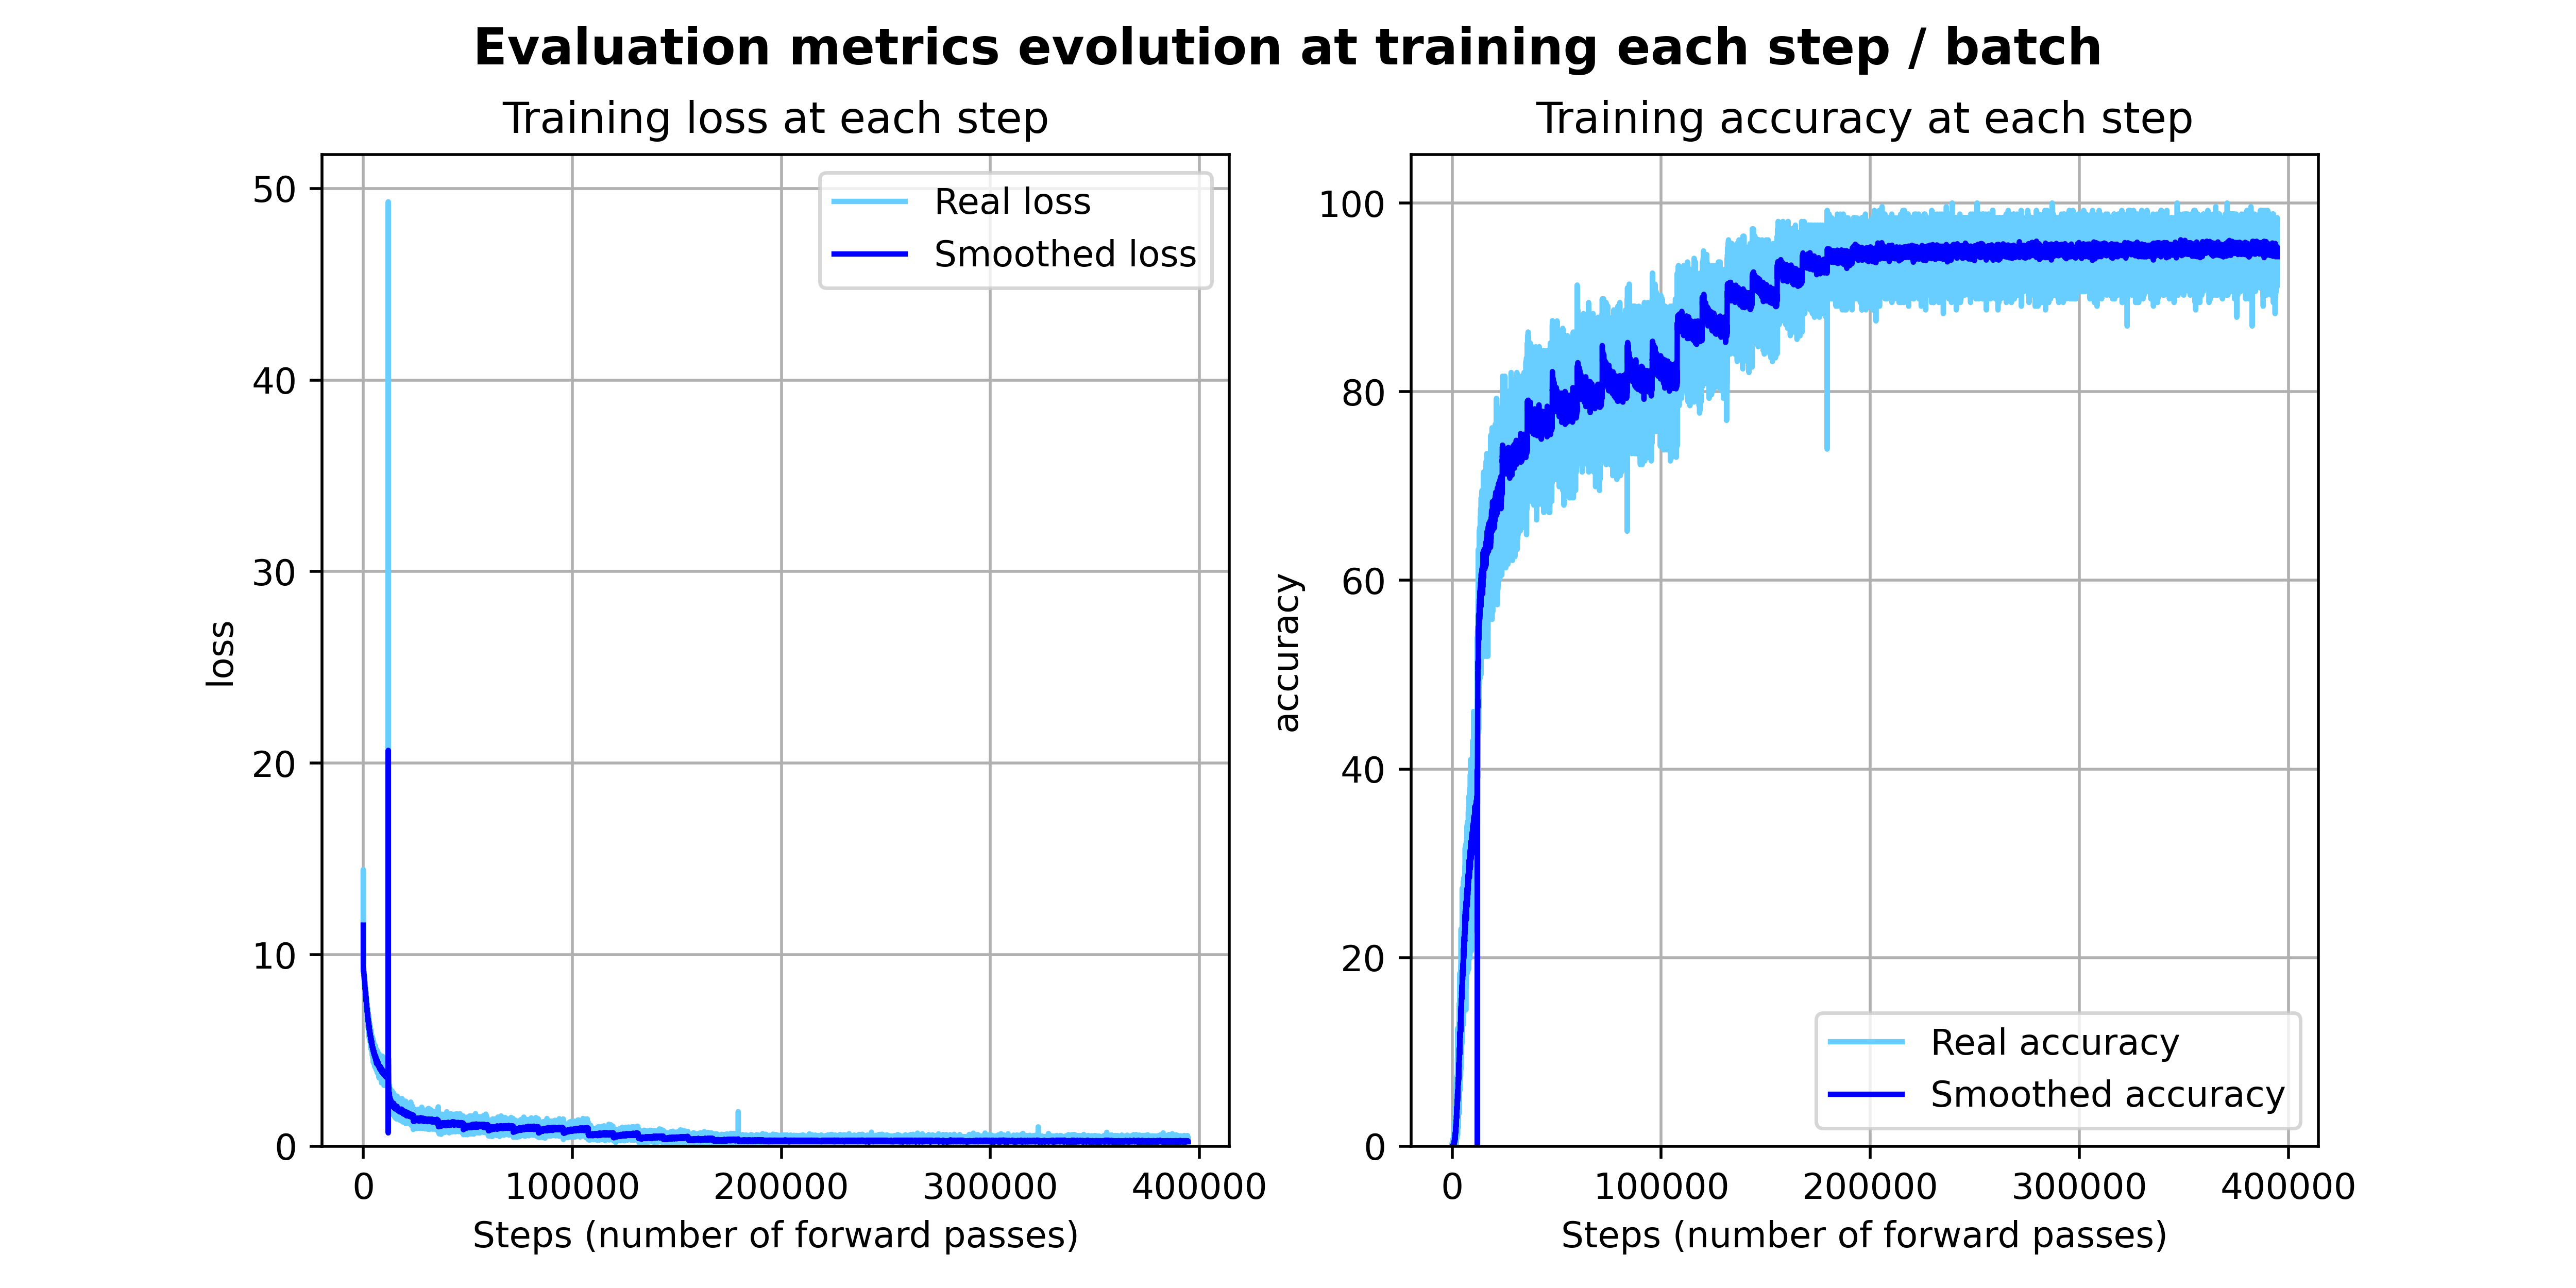 Evaluation metrics evolution at training each step / batch
Training loss at each step
50
40
30
20
10
0
loss
Real loss
Smoothed loss
0 100000 200000 300000 400000
Steps (number of forward passes)
Training accuracy at each step
100
80
60
40
20
0
accuracy
Real accuracy
Smoothed accuracy
0 100000 200000 300000 400000
Steps (number of forward passes)